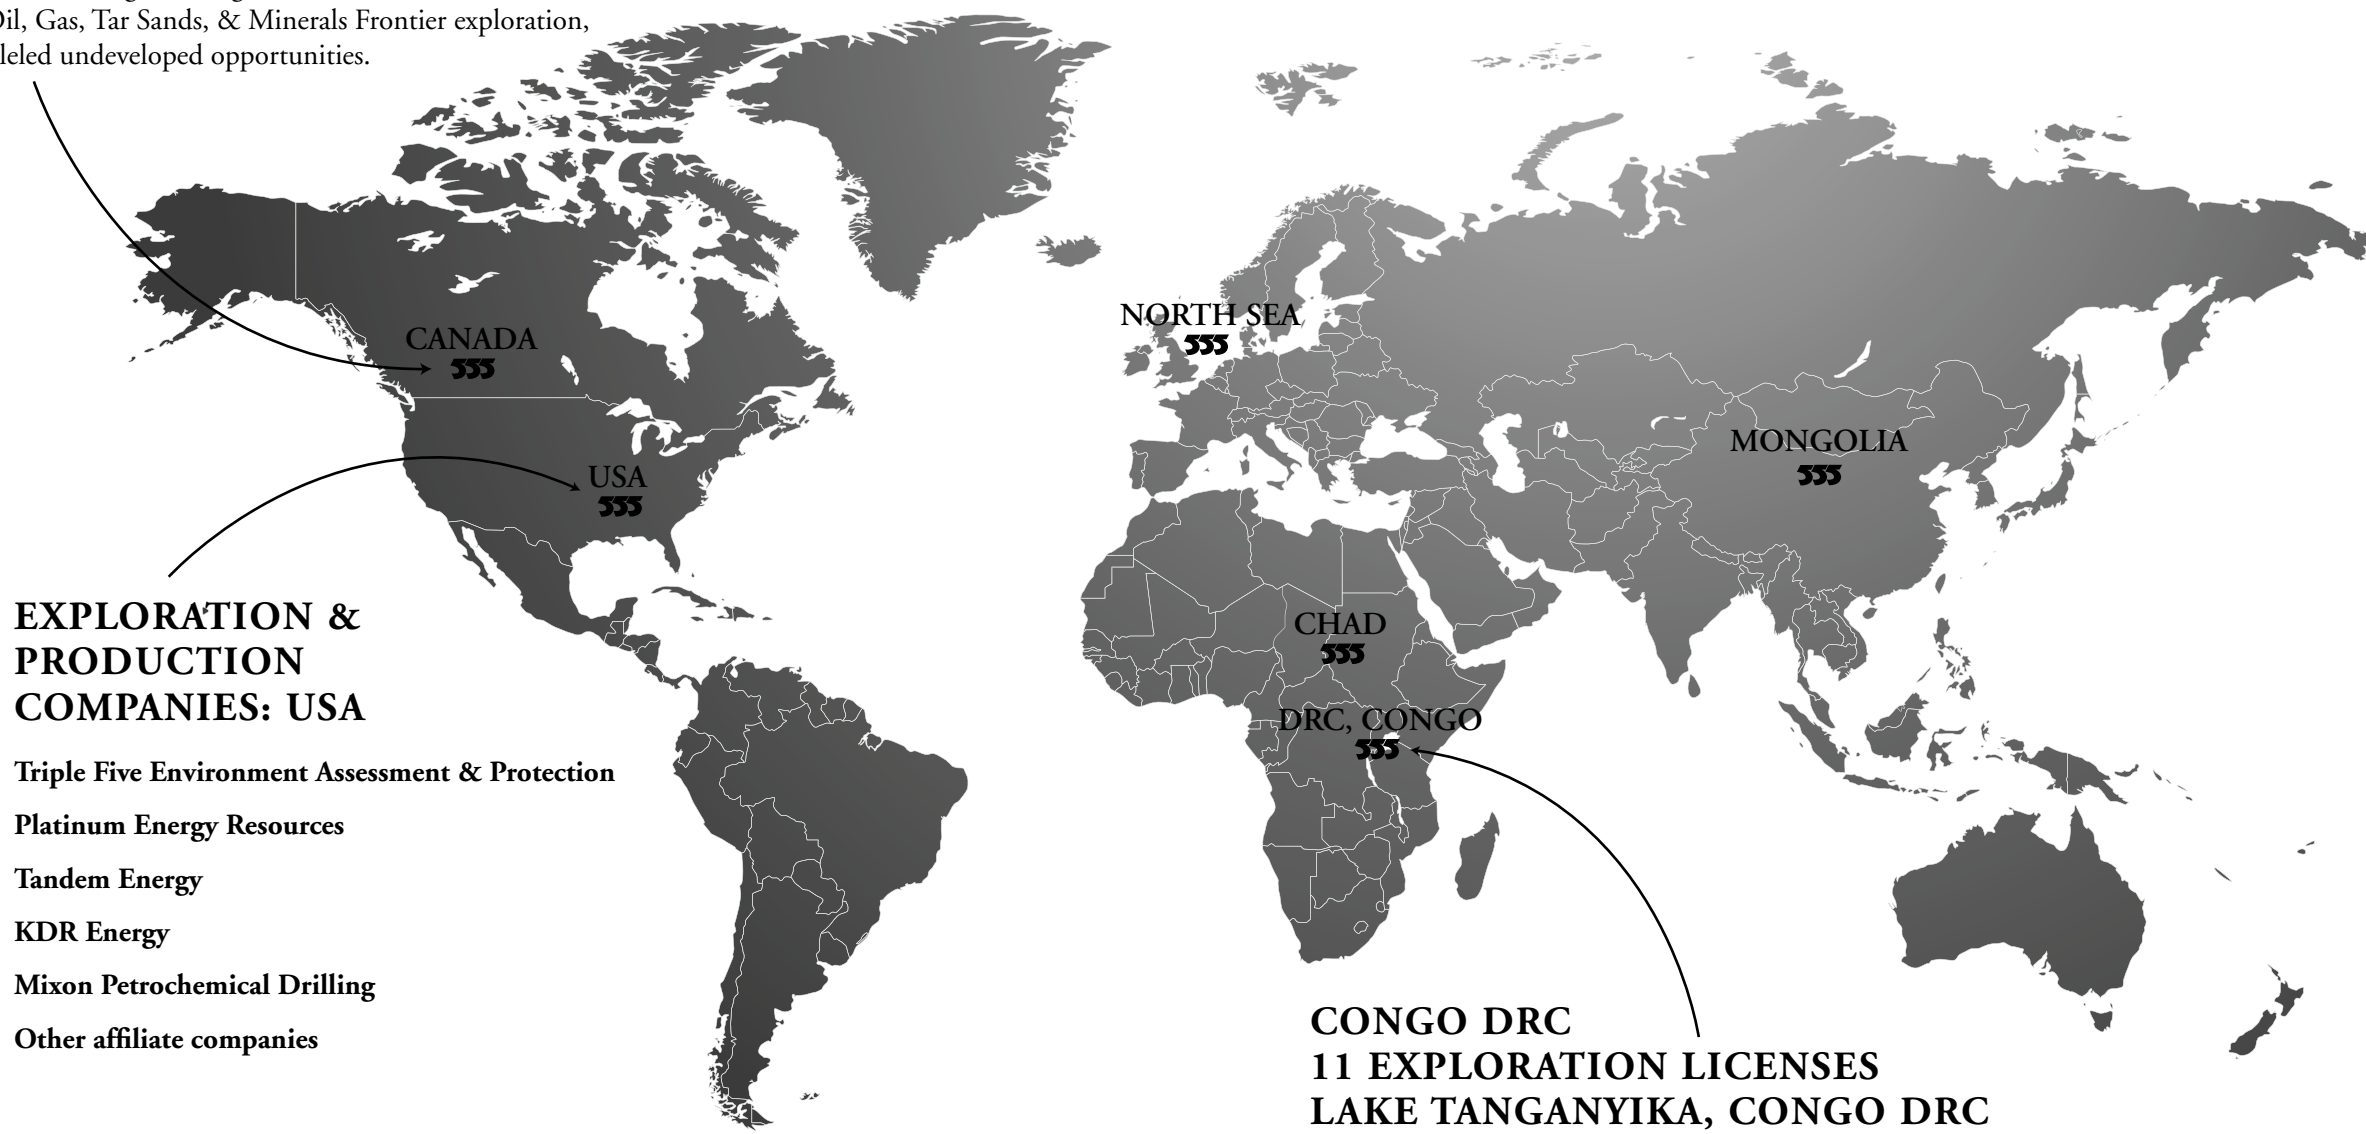 Oil, Gas, Tar Sands, & Minerals Frontier exploration,
undeveloped opportunities.
CANADA
555
NORTH SEA
555
USA
555
MONGOLIA
555
CHAD
555
DRC, CONGO
555
EXPLORATION &
PRODUCTION
COMPANIES: USA
Triple Five Environment Assessment & Protection
Platinum Energy Resources
Tandem Energy
KDR Energy
Mixon Petrochemical Drilling
Other affiliate companies
CONGO DRC
11 EXPLORATION LICENSES
LAKE TANGANYIKA, CONGO DRC